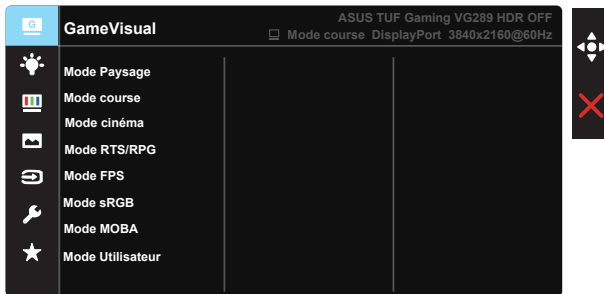 G
GameVisual
ASUS TUF Gaming VG289 HDR OFF
Mode course DisplayPort 3840x2160@60Hz
Mode Paysage
Mode course
Mode cinéma
Mode RTS/RPG
Mode FPS
Mode sRGB
Mode MOBA
Mode Utilisateur